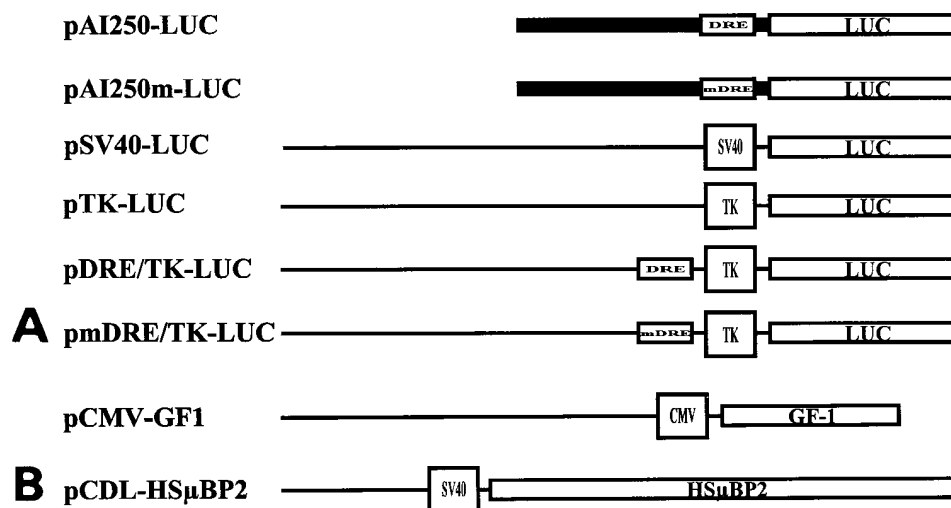 pAI250-LUC DRE LUC
pAI250m-LUC mDRE LUC
pSV40-LUC SV40 LUC
pTK-LUC TK LUC
pDRE/TK-LUC DRE TK LUC
A pmDRE/TK-LUC mDRE TK LUC
pCMV-GF1 CMV GF-1
B pCDL-HSμBP2 SV40 HSμBP2